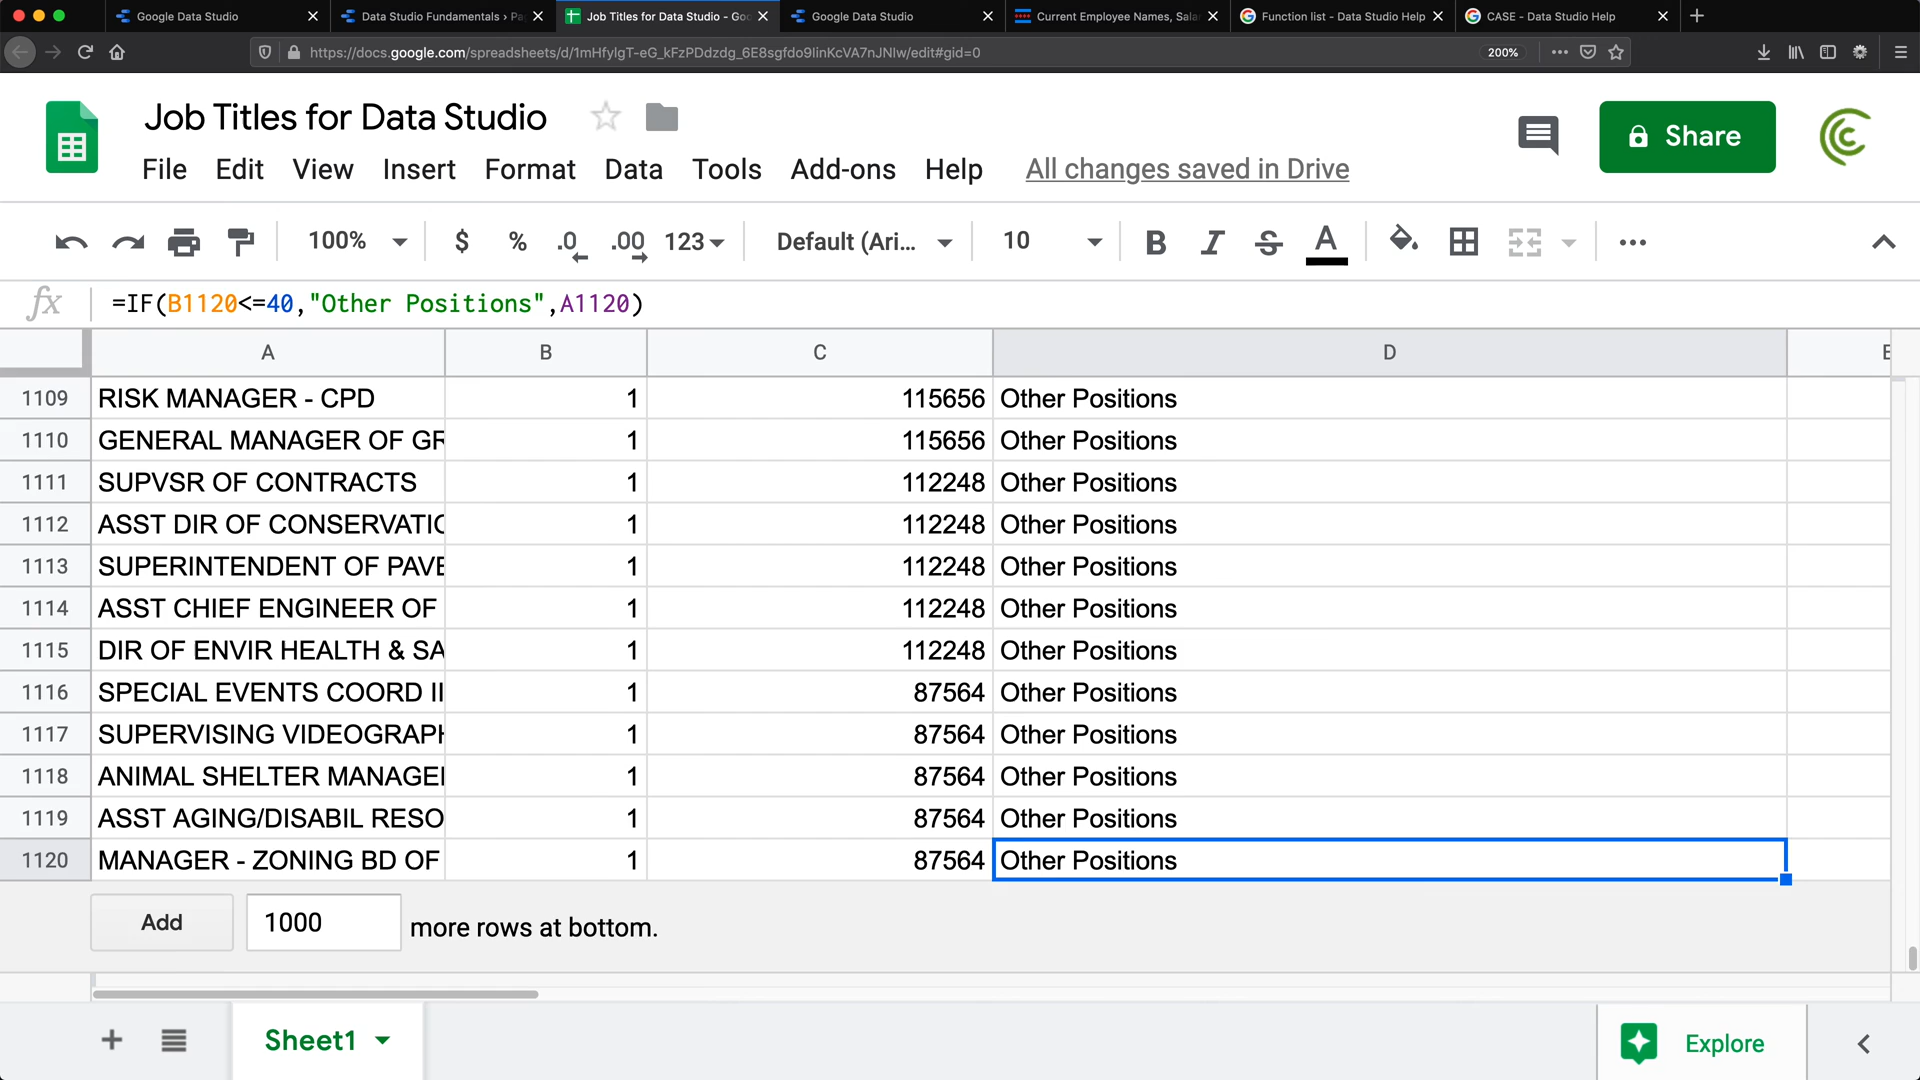 Google Data Studio
Data Studio Fundamentals › Pa
Job Titles for Data Studio - Goo
Google Data Studio
Current Employee Names, Sala
Function list - Data Studio Help
CASE - Data Studio Help
https://docs.google.com/spreadsheets/d/1mHfylgT-eG_kFzPDdzdg_6E8sgfdo9linKcVA7nJNlw/edit#gid=0
200%
Job Titles for Data Studio
Share
File Edit View Insert Format Data Tools Add-ons Help All changes saved in Drive
100% $ % .0 .00 123 Default (Ari... 10 B I S A
fx =IF(B1120<=40,"Other Positions",A1120)
A B C D E
1109 RISK MANAGER - CPD 1 115656 Other Positions
1110 GENERAL MANAGER OF GR 1 115656 Other Positions
1111 SUPVSR OF CONTRACTS 1 112248 Other Positions
1112 ASST DIR OF CONSERVATIO 1 112248 Other Positions
1113 SUPERINTENDENT OF PAVE 1 112248 Other Positions
1114 ASST CHIEF ENGINEER OF 1 112248 Other Positions
1115 DIR OF ENVIR HEALTH & SA 1 112248 Other Positions
1116 SPECIAL EVENTS COORD II 1 87564 Other Positions
1117 SUPERVISING VIDEOGRAPH 1 87564 Other Positions
1118 ANIMAL SHELTER MANAGER 1 87564 Other Positions
1119 ASST AGING/DISABIL RESO 1 87564 Other Positions
1120 MANAGER - ZONING BD OF 1 87564 Other Positions
Add 1000 more rows at bottom.
Sheet1
Explore